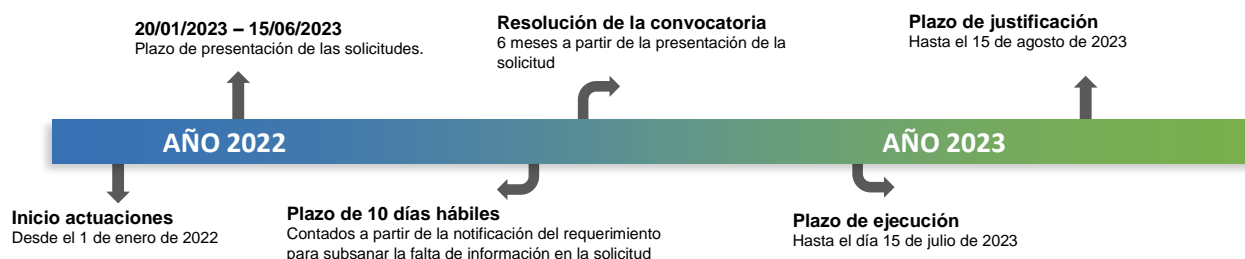 20/01/2023 – 15/06/2023
Plazo de presentación de las solicitudes.
Resolución de la convocatoria
6 meses a partir de la presentación de la
solicitud
Plazo de justificación
Hasta el 15 de agosto de 2023
AÑO 2022
AÑO 2023
Inicio actuaciones
Desde el 1 de enero de 2022
Plazo de 10 días hábiles
Contados a partir de la notificación del requerimiento
para subsanar la falta de información en la solicitud
Plazo de ejecución
Hasta el día 15 de julio de 2023